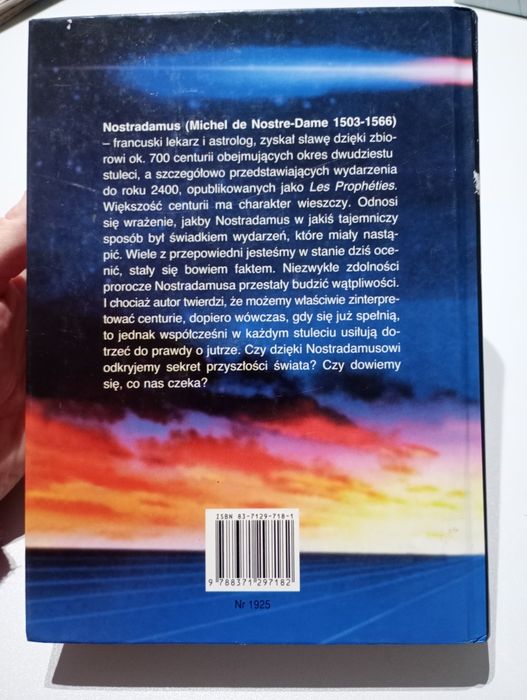 Nostradamus (Michel de Nostre-Dame 1503-1566)
– francuski lekarz i astrolog, zyskał sławę dzięki zbio-
rowi ok. 700 centurii obejmujących okres dwudziestu
stuleci, a szczegółowo przedstawiających wydarzenia
do roku 2400, opublikowanych jako Les Prophéties.
Większość centurii ma charakter wieszczy. Odnosi
się wrażenie, jakby Nostradamus w jakiś tajemniczy
sposób był świadkiem wydarzeń, które miały nastą-
pić. Wiele z przepowiedni jesteśmy w stanie dziś oce-
nić, stały się bowiem faktem. Niezwykłe zdolności
prorocze Nostradamusa przestały budzić wątpliwości.
I chociaż autor twierdzi, że możemy właściwie zinterpre-
tować centurie, dopiero wówczas, gdy się już spełnią,
to jednak współcześni w każdym stuleciu usiłują do-
trzeć do prawdy o jutrze. Czy dzięki Nostradamusowi
odkryjemy sekret przyszłości świata? Czy dowiemy
się, co nas czeka?
ISBN 83-7129-718-1
9 788371 297182
Nr 1925